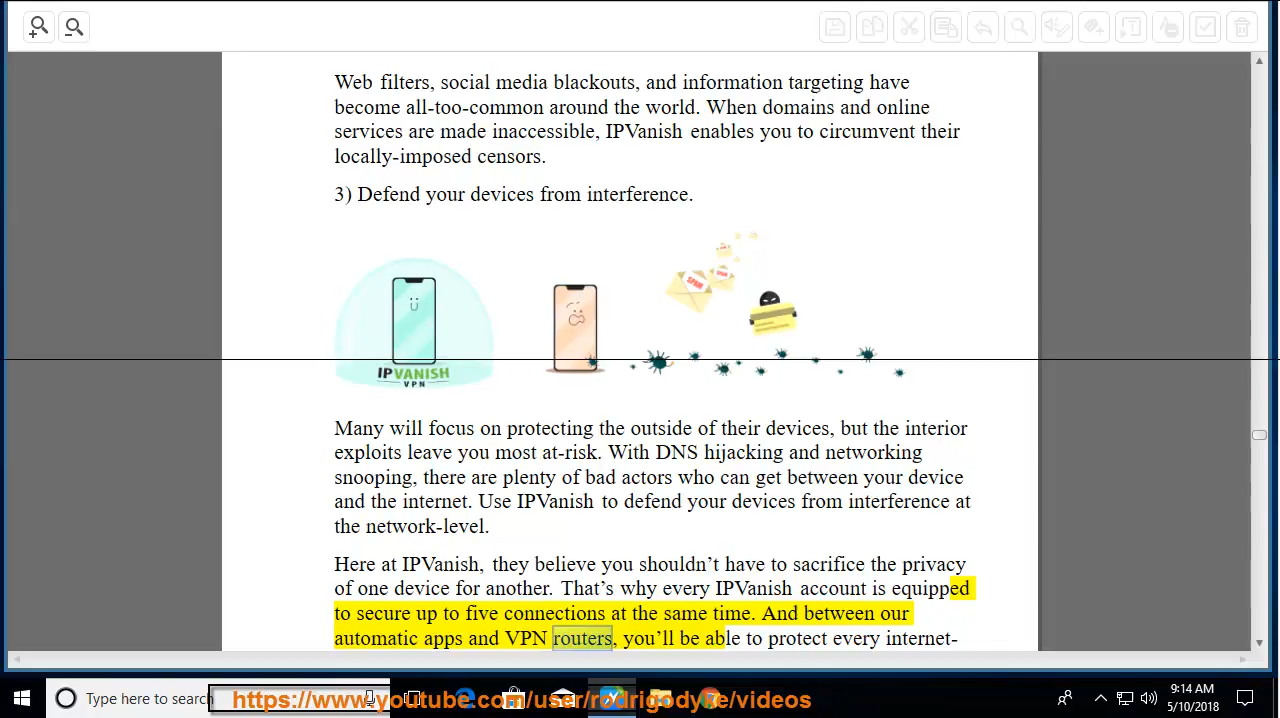 Web filters, social media blackouts, and information targeting have
become all-too-common around the world. When domains and online
services are made inaccessible, IPVanish enables you to circumvent their
locally-imposed censors.
3) Defend your devices from interference.
SPAM
SPAM
IPVANISH
VPN
Many will focus on protecting the outside of their devices, but the interior
exploits leave you most at-risk. With DNS hijacking and networking
snooping, there are plenty of bad actors who can get between your device
and the internet. Use IPVanish to defend your devices from interference at
the network-level.
Here at IPVanish, they believe you shouldn’t have to sacrifice the privacy
of one device for another. That’s why every IPVanish account is equipped
to secure up to five connections at the same time. And between our
automatic apps and VPN routers, you’ll be able to protect every internet-
Type here to search
https://www.youtube.com/user/rodrigodyke/videos
9:14 AM
5/10/2018